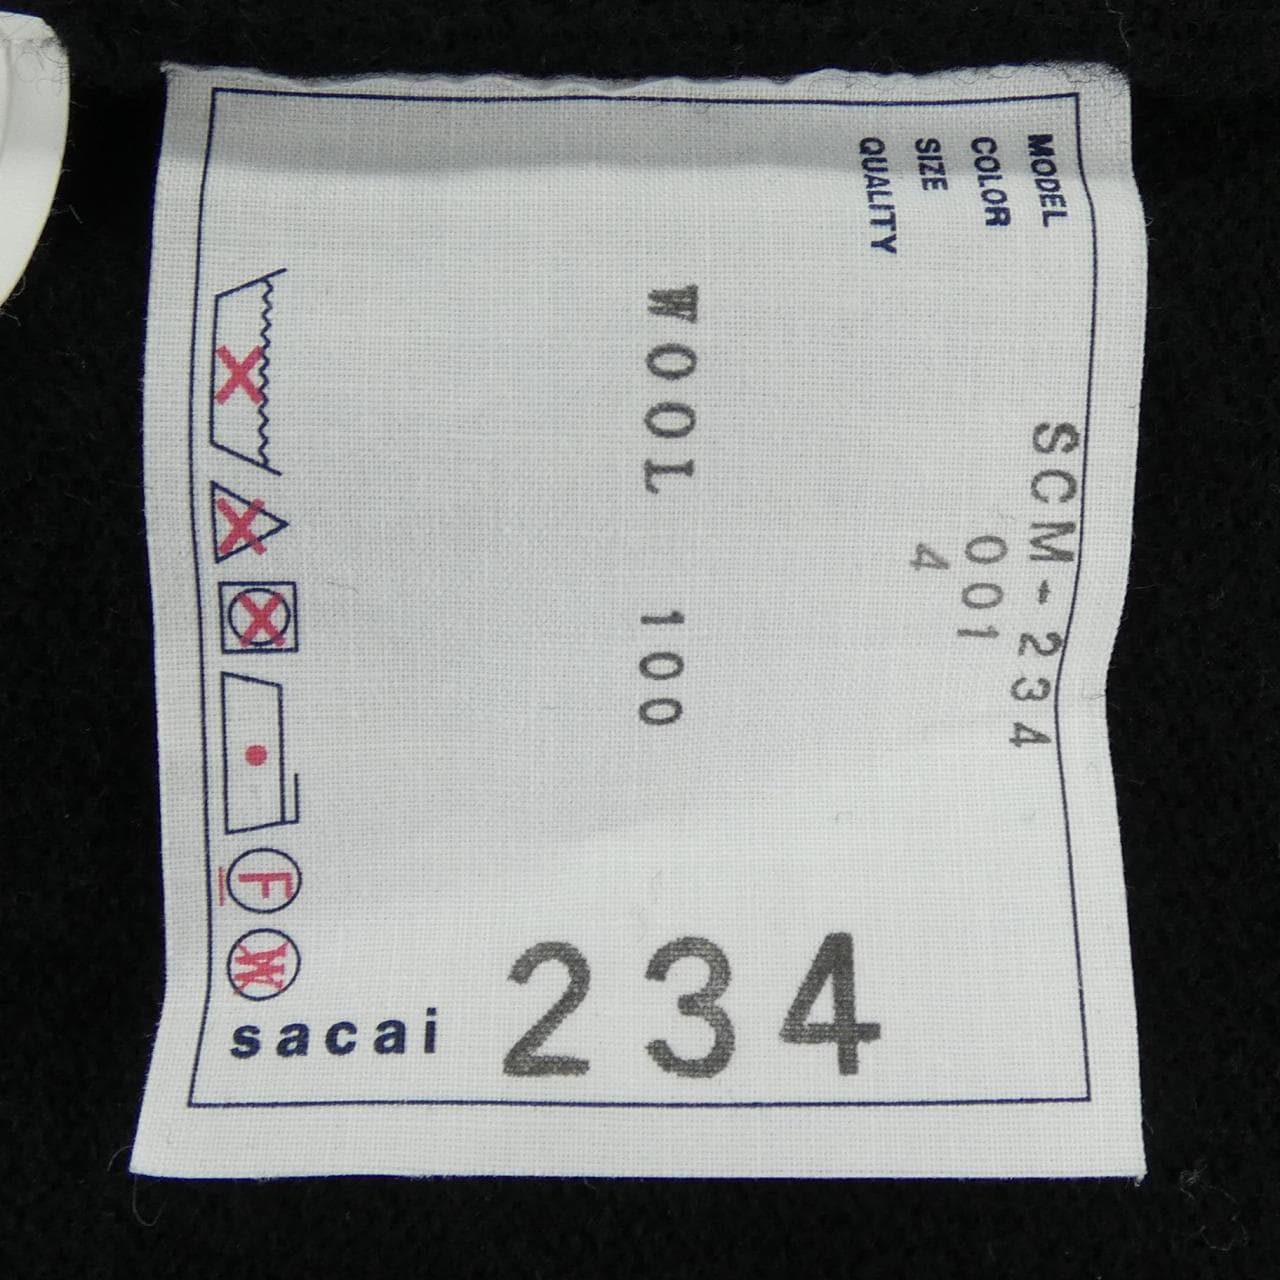 MODEL SCM-234
COLOR 001
SIZE 4
QUALITY
WOOL 100
F
W
sacai
234